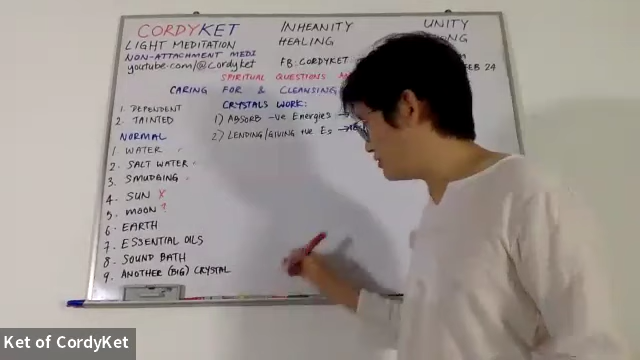 CORDYKET
LIGHT MEDITATION
NON-ATTACHMENT MEDI
youtube.com/@Cordyket
INHEANITY
HEALING
FB: CORDYKET
UNITY
FEB 24
SPIRITUAL QUESTIONS
CARING FOR & CLEANSING
1. DEPENDENT
2. TAINTED
NORMAL
1 WATER
2. SALT WATER
3. SMUDGING
4. SUN X
5. MOON ?
6. EARTH
7. ESSENTIAL OILS
8. SOUND BATH
9. ANOTHER (BIG) CRYSTAL
CRYSTALS WORK:
1) ABSORB -ve Energies →
2) LENDING/GIVING +ve Es →
Ket of CordyKet